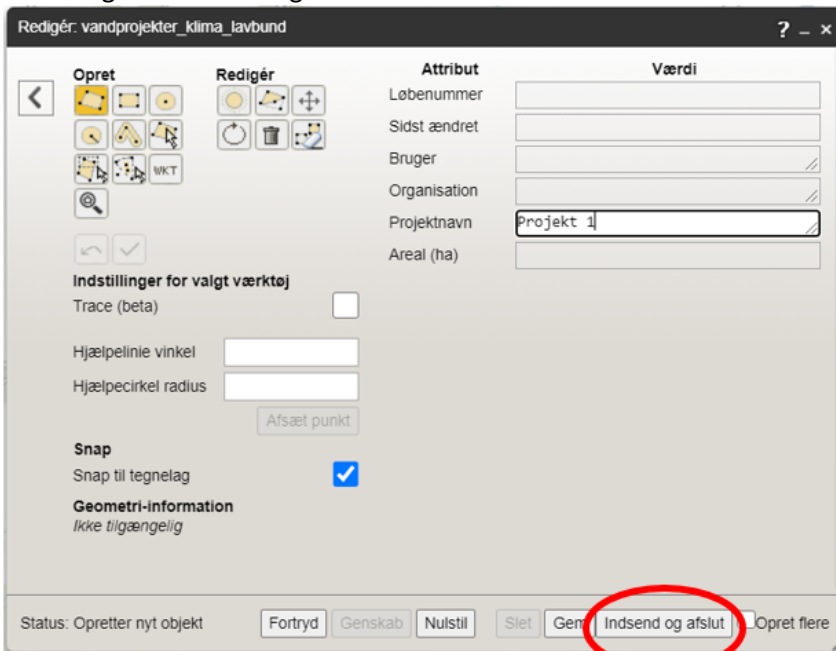 Redigér: vandprojekter_klima_lavbund ? – ×
Opret
WKT
Redigér
Indstillinger for valgt værktøj
Trace (beta)
Hjælpelinie vinkel
Hjælpecirkel radius
Afsæt punkt
Snap
Snap til tegnelag
Geometri-information
Ikke tilgængelig
Attribut Værdi
Løbenummer
Sidst ændret
Bruger
Organisation
Projektnavn Projekt 1
Areal (ha)
Status: Opretter nyt objekt Fortryd Genskab Nulstil Slet Gem Indsend og afslut Opret flere